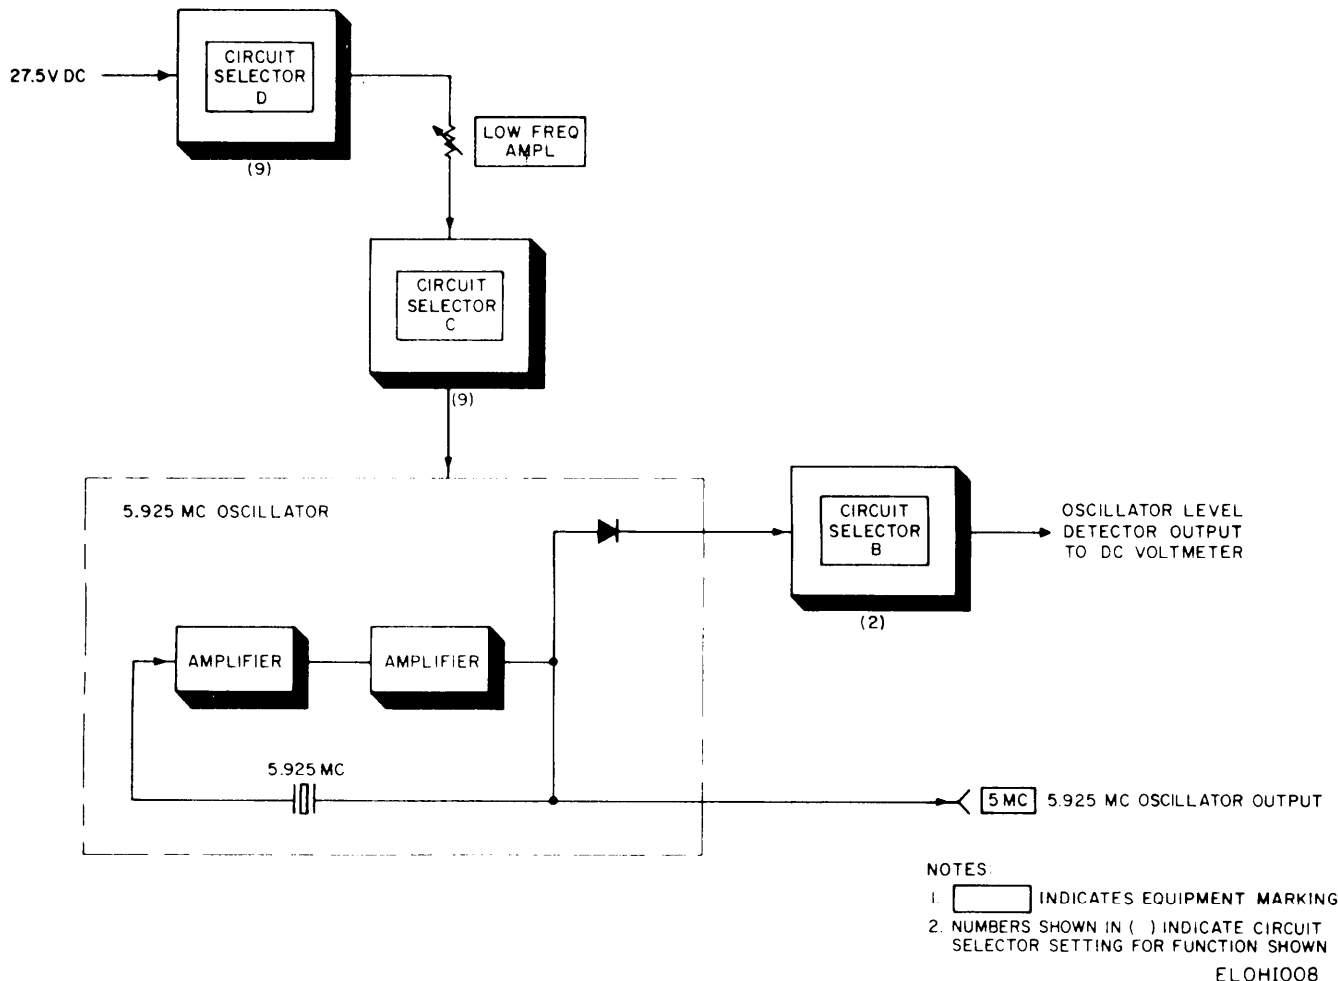 27.5V DC
CIRCUIT
SELECTOR
D
(9)
LOW FREQ
AMPL
CIRCUIT
SELECTOR
C
(9)
5.925 MC OSCILLATOR
CIRCUIT
SELECTOR
B
(2)
OSCILLATOR LEVEL
DETECTOR OUTPUT
TO DC VOLTMETER
AMPLIFIER
AMPLIFIER
5.925 MC
5 MC 5.925 MC OSCILLATOR OUTPUT
NOTES:
1. INDICATES EQUIPMENT MARKING
2. NUMBERS SHOWN IN ( ) INDICATE CIRCUIT
SELECTOR SETTING FOR FUNCTION SHOWN
ELOHI008